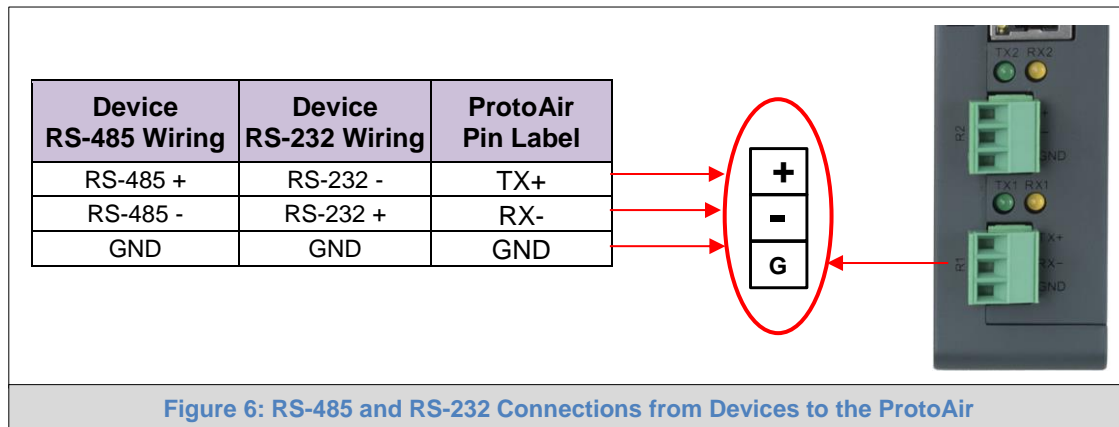 Device RS-485 Wiring Device RS-232 Wiring ProtoAir Pin Label
RS-485 + RS-232 - TX+
RS-485 - RS-232 + RX-
GND GND GND
+
-
G
TX2 RX2
R2
+
-
GND
TX1 RX1
R1
TX+
RX-
GND
Figure 6: RS-485 and RS-232 Connections from Devices to the ProtoAir